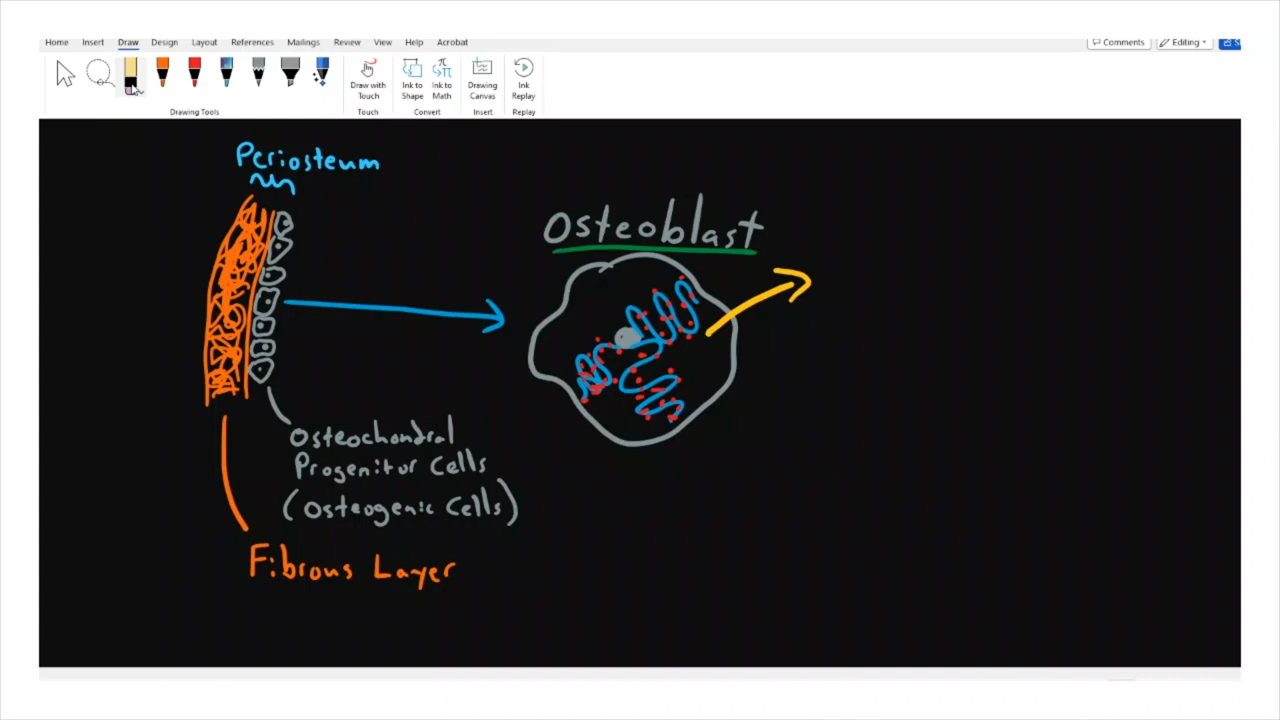 Home Insert Draw Design Layout References Mailings Review View Help Acrobat
Comments Editing
Draw with Touch
Ink to Shape
Ink to Math
Drawing Canvas
Ink Replay
Drawing Tools Touch Convert Insert Replay
Periosteum
Osteoblast
Osteochondral
Progenitor Cells
(Osteogenic Cells)
Fibrous Layer